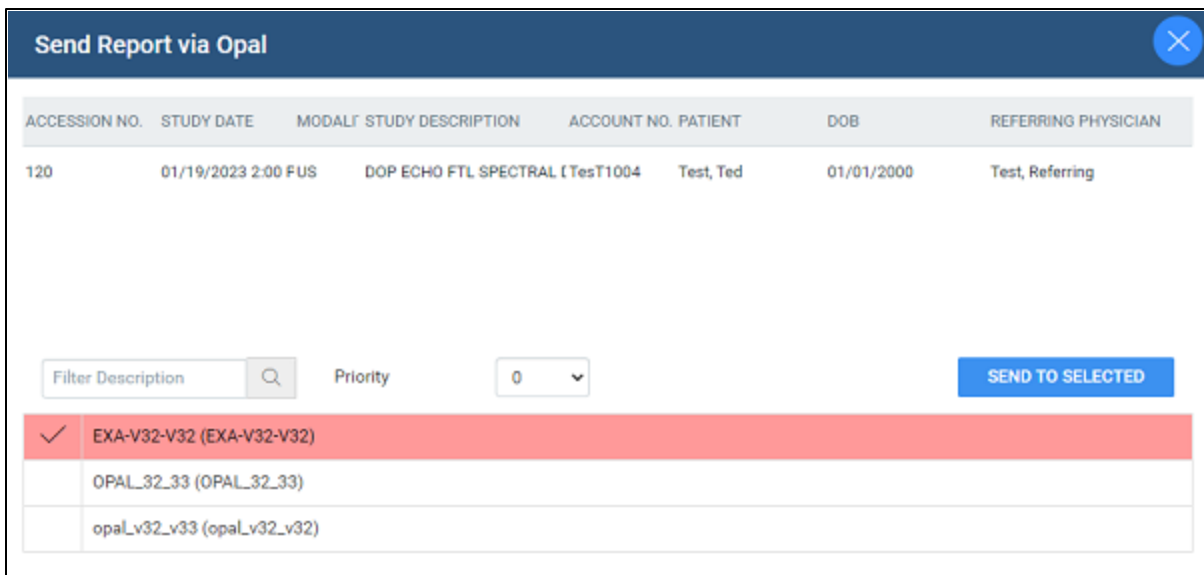 Send Report via Opal
ACCESSION NO. STUDY DATE MODALI STUDY DESCRIPTION ACCOUNT NO. PATIENT DOB REFERRING PHYSICIAN
120 01/19/2023 2:00 P US DOP ECHO FTL SPECTRAL TesT1004 Test, Ted 01/01/2000 Test, Referring
Filter Description Priority 0 SEND TO SELECTED
EXA-V32-V32 (EXA-V32-V32)
OPAL_32_33 (OPAL_32_33)
opal_v32_v33 (opal_v32_v32)